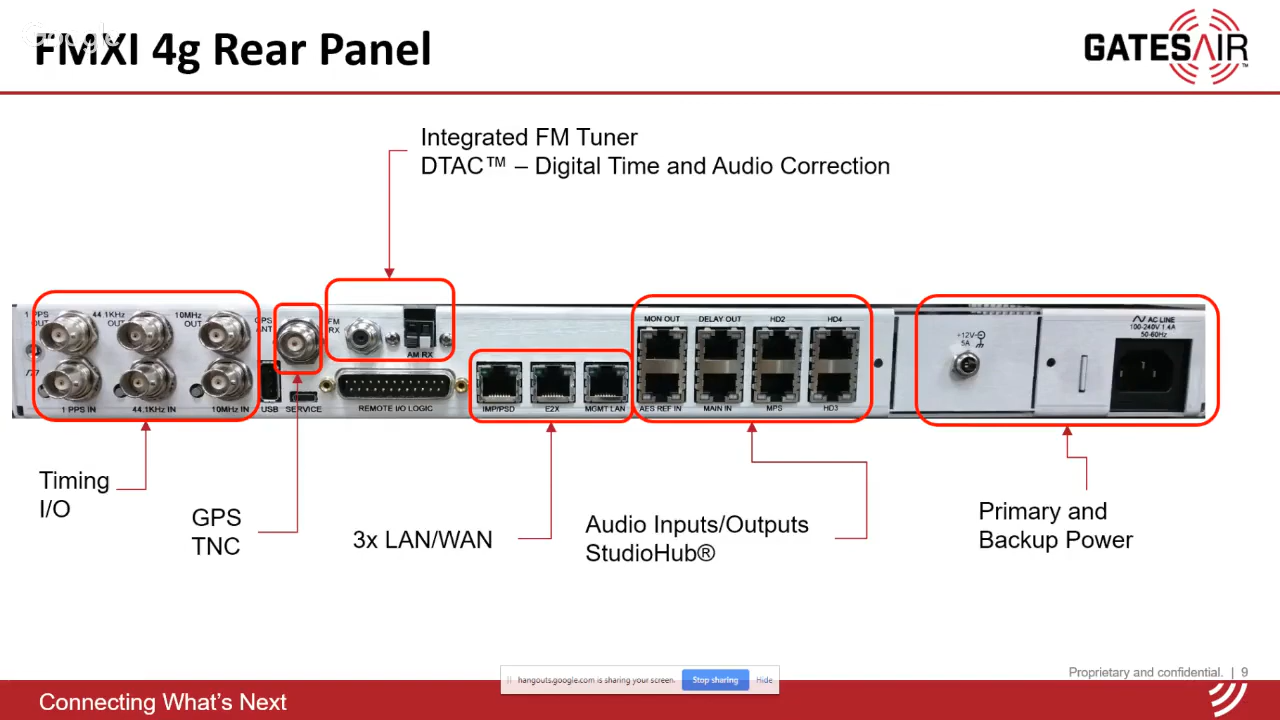 Google
FMXI 4g Rear Panel
GATESAIR™
Integrated FM Tuner
DTAC™ – Digital Time and Audio Correction
1 PPS OUT
44.1KHz OUT
10MHz OUT
GPS ANT
FM RX
AM RX
1 PPS IN
44.1KHz IN
10MHz IN
USB
SERVICE
REMOTE I/O LOGIC
IMP/PSD
E2X
MGMT LAN
MON OUT
DELAY OUT
HD2
HD4
AES REF IN
MAIN IN
MPS
HD3
+12V
5A
AC LINE
100-240V 1.4A
50-60Hz
Timing
I/O
GPS
TNC
3x LAN/WAN
Audio Inputs/Outputs
StudioHub®
Primary and
Backup Power
Proprietary and confidential. | 9
hangouts.google.com is sharing your screen.
Stop sharing
Hide
Connecting What's Next